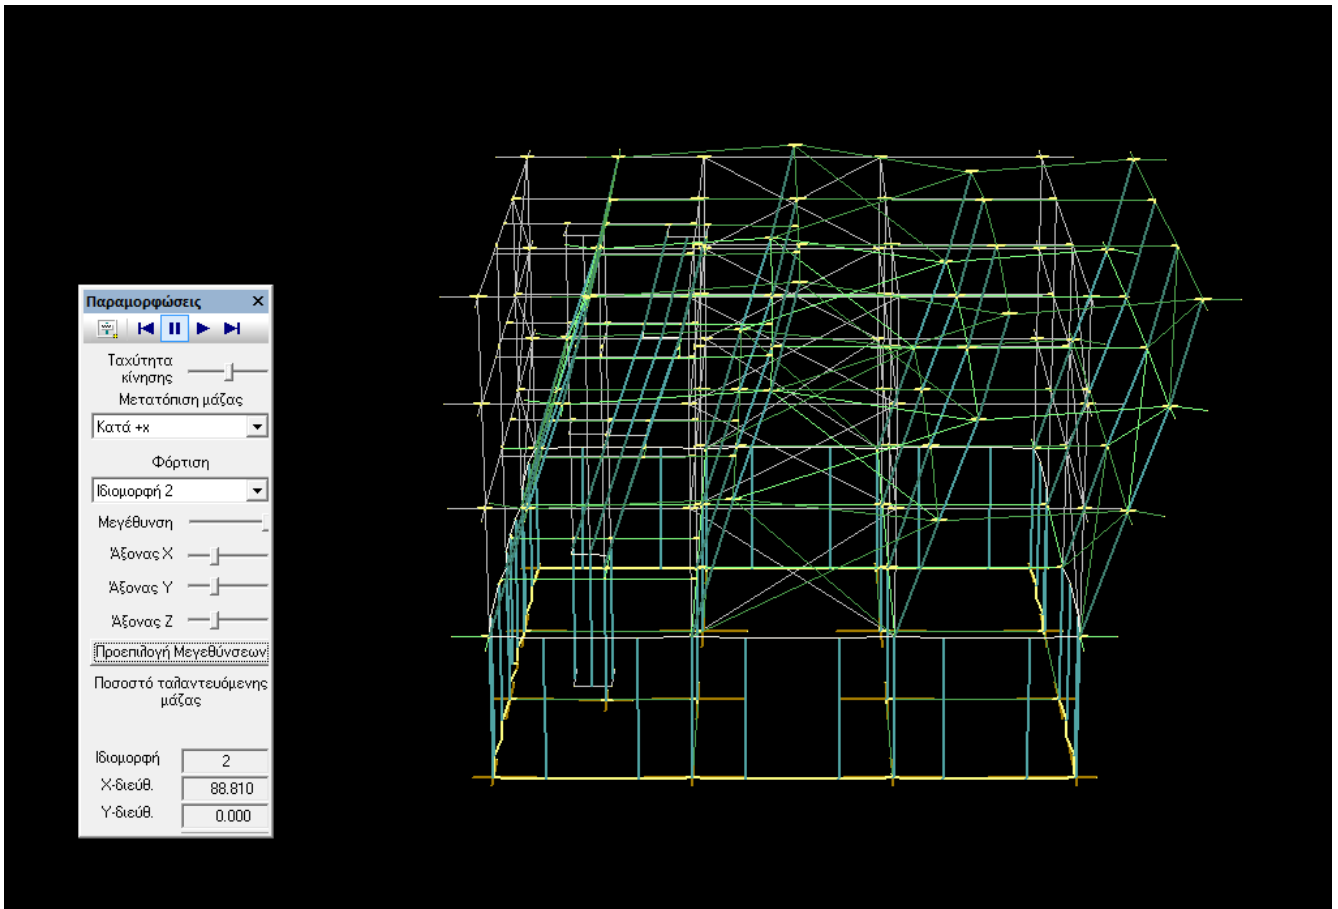 Παραμορφώσεις
Ταχύτητα
κίνησης
Μετατόπιση μάζας
Κατά +x
Φόρτιση
Ιδιομορφή 2
Μεγέθυνση
Άξονας X
Άξονας Y
Άξονας Z
Προεπιλογή Μεγεθύνσεων
Ποσοστό ταλαντευόμενης
μάζας
Ιδιομορφή 2
X-διεύθ. 88.810
Y-διεύθ. 0.000